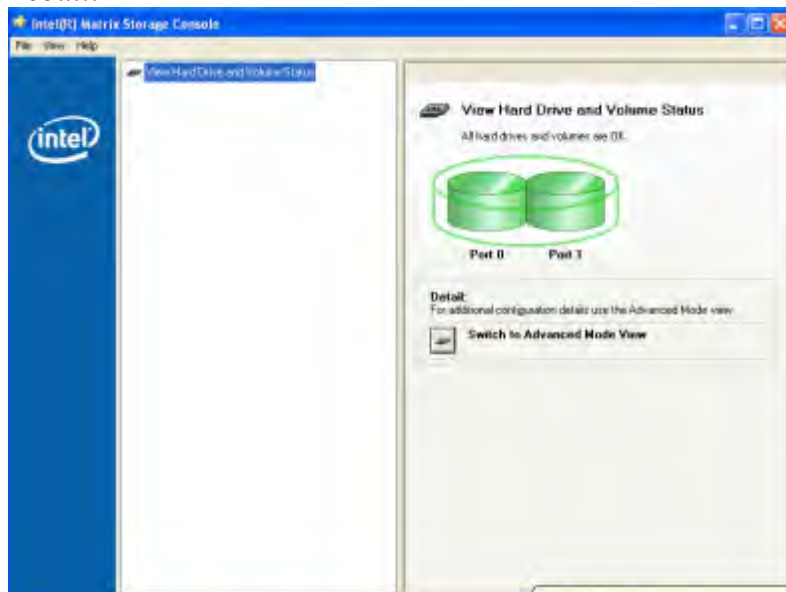 Intel(R) Matrix Storage Console
File View Help
View Hard Drive and Volume Status
intel
View Hard Drive and Volume Status
All hard drives and volumes are OK.
Port 0 Port 1
Detail:
For additional configuration details use the Advanced Mode view
Switch to Advanced Mode View